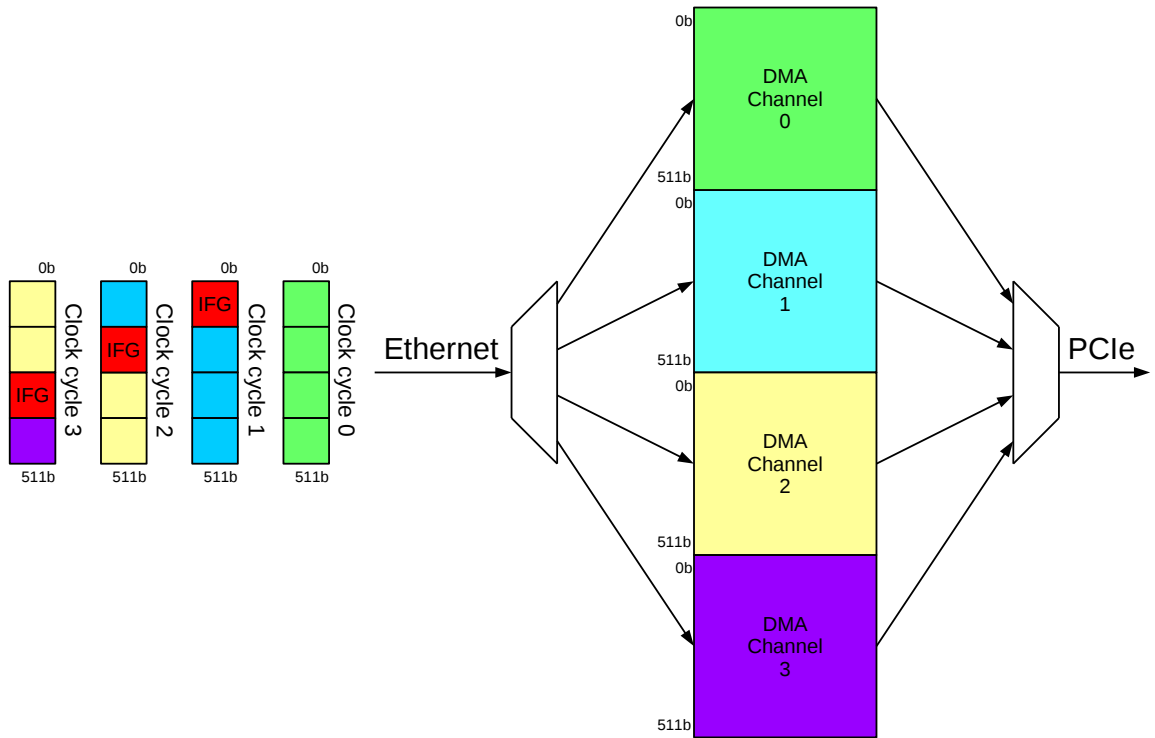 0b
IFG
511b
Clock cycle 3
0b
IFG
511b
Clock cycle 2
0b
IFG
511b
Clock cycle 1
0b
511b
Clock cycle 0
Ethernet
0b
DMA
Channel
0
511b
0b
DMA
Channel
1
511b
0b
DMA
Channel
2
511b
0b
DMA
Channel
3
511b
PCIe